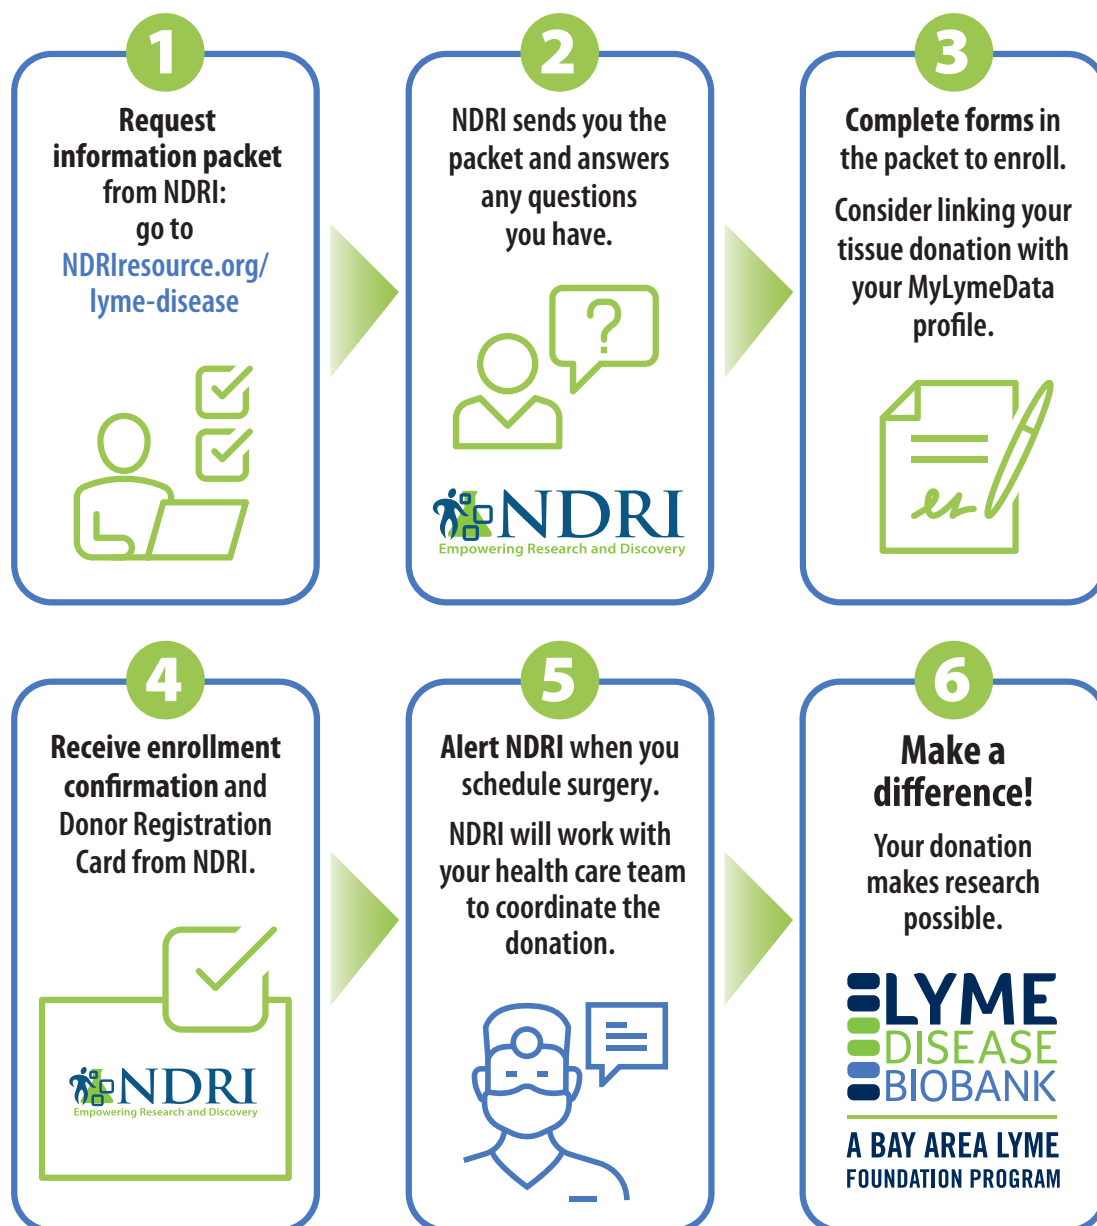 1
Request
information packet
from NDRI:
go to
NDRIresource.org/
lyme-disease
2
NDRI sends you the
packet and answers
any questions
you have.
?
NDRI
Empowering Research and Discovery
3
Complete forms in
the packet to enroll.
Consider linking your
tissue donation with
your MyLymeData
profile.
4
Receive enrollment
confirmation and
Donor Registration
Card from NDRI.
NDRI
Empowering Research and Discovery
5
Alert NDRI when you
schedule surgery.
NDRI will work with
your health care team
to coordinate the
donation.
6
Make a
difference!
Your donation
makes research
possible.
LYME
DISEASE
BIOBANK
A BAY AREA LYME
FOUNDATION PROGRAM